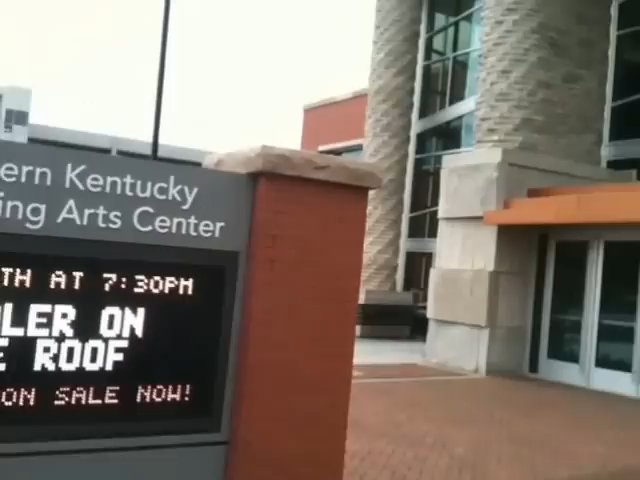 ern Kentucky
ing Arts Center
TH AT 7:30PM
LER ON
E ROOF
ON SALE NOW!